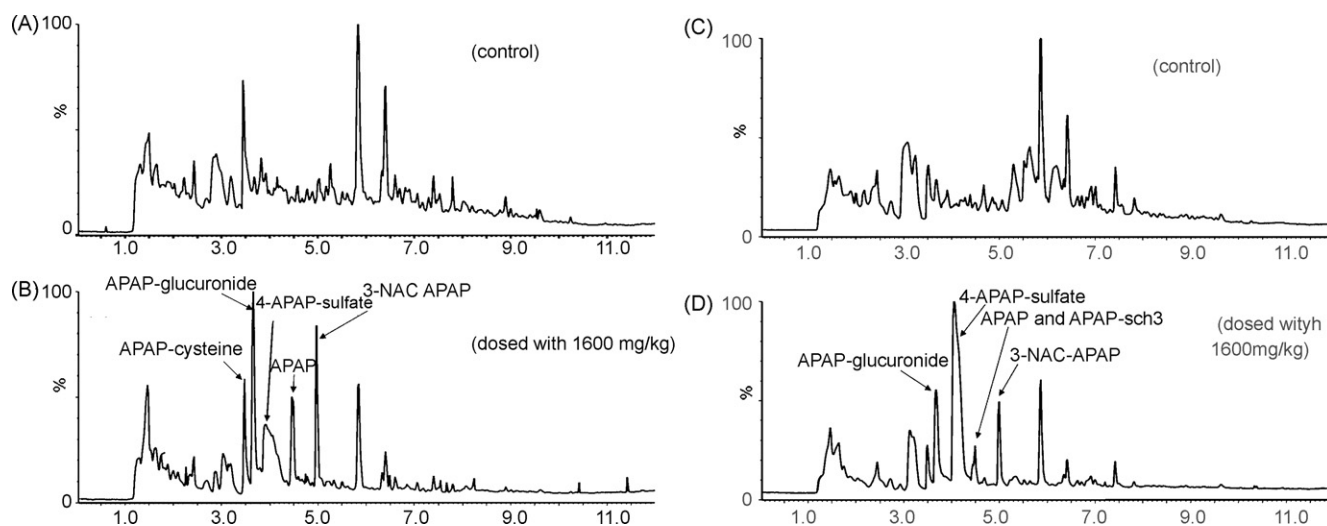 (A)
100
%
0
(control)
1.0 3.0 5.0 7.0 9.0 11.0
(C)
100
%
0
(control)
1.0 3.0 5.0 7.0 9.0 11.0
(B)
100
%
0
APAP-glucuronide
4-APAP-sulfate
3-NAC APAP
APAP-cysteine
APAP
(dosed with 1600 mg/kg)
1.0 3.0 5.0 7.0 9.0 11.0
(D)
100
%
0
4-APAP-sulfate
APAP and APAP-sch3
APAP-glucuronide
3-NAC-APAP
(dosed wityh
1600mg/kg)
1.0 3.0 5.0 7.0 9.0 11.0